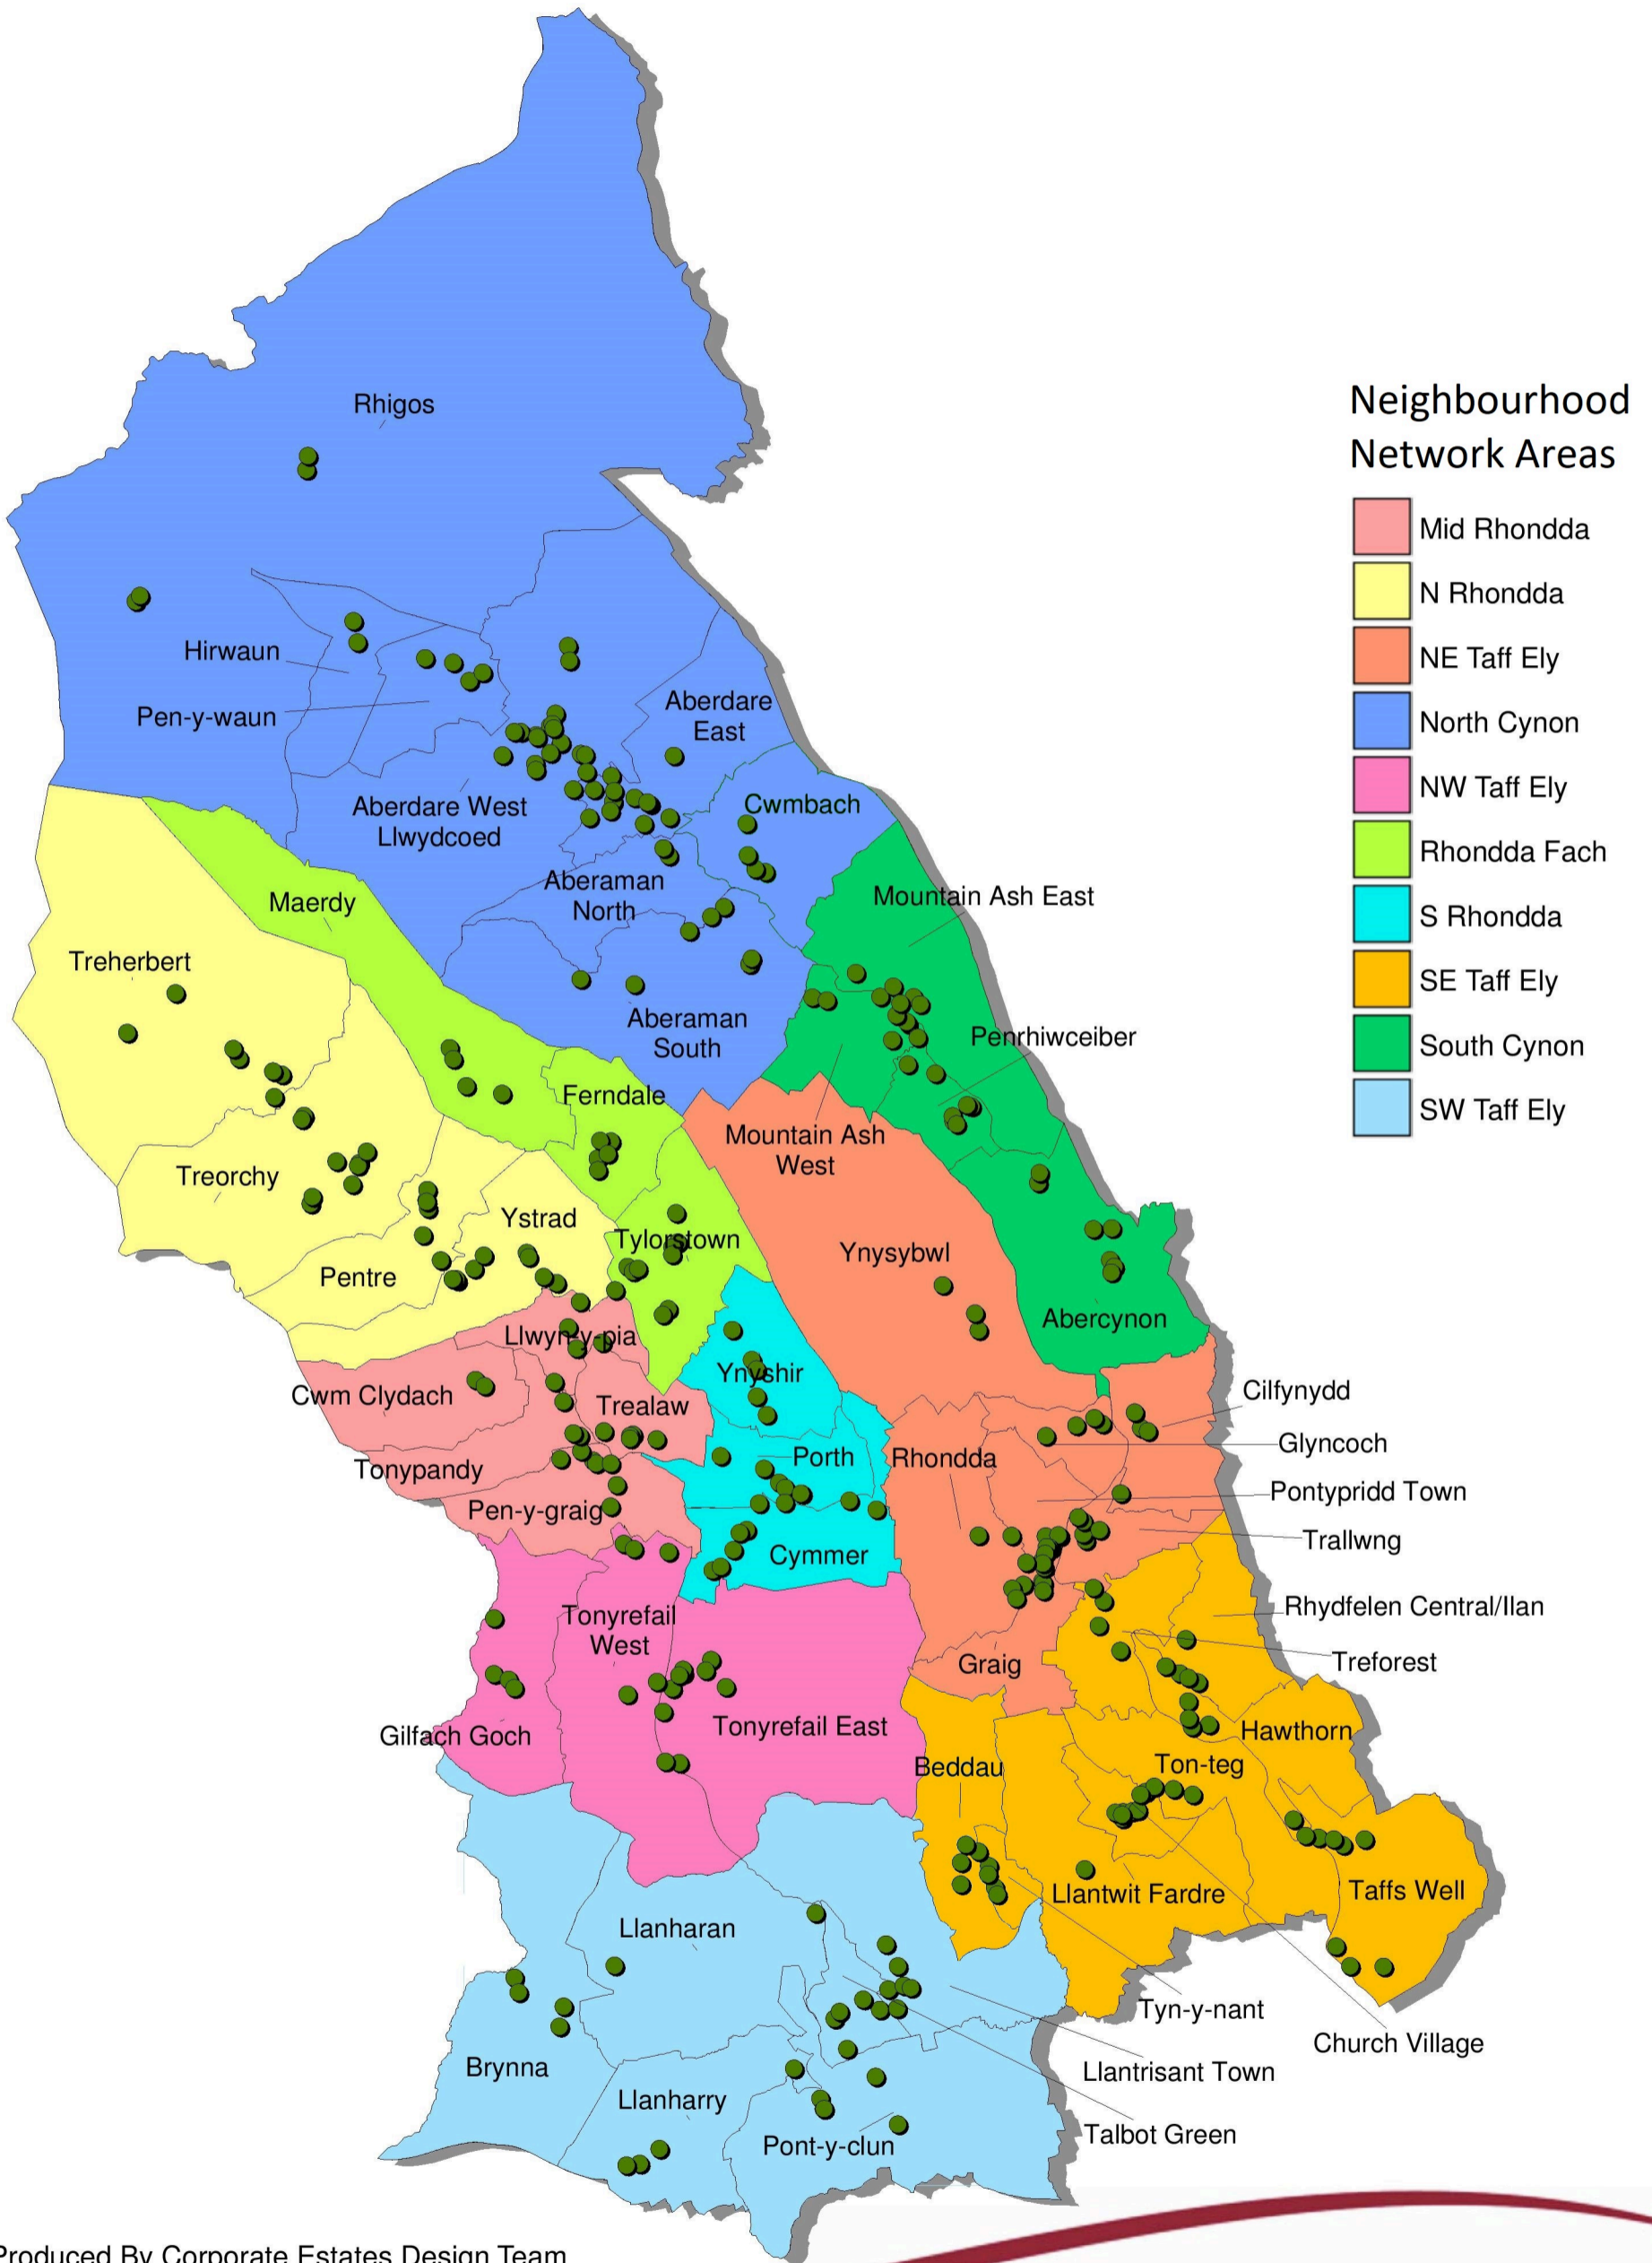 Rhigos
Neighbourhood
Network Areas
Mid Rhondda
N Rhondda
NE Taff Ely
North Cynon
NW Taff Ely
Rhondda Fach
S Rhondda
SE Taff Ely
South Cynon
SW Taff Ely
Hirwaun
Pen-y-waun
Aberdare
East
Aberdare West
Llwydcoed
Cwmbach
Aberaman
North
Mountain Ash East
Maerdy
Treherbert
Aberaman
South
Penrhiwceiber
Ferndale
Mountain Ash
West
Treorchy
Ystrad
Tylorstown
Ynysybwl
Pentre
Abercynon
Llwyn-y-pia
Ynyshir
Cwm Clydach
Trealaw
Cilfynydd
Glyncoch
Porth
Rhondda
Tonypandy
Pontypridd Town
Pen-y-graig
Trallwng
Cymmer
Rhydfelen Central/Ilan
Tonyrefail
West
Graig
Treforest
Tonyrefail East
Gilfach Goch
Hawthorn
Beddau
Ton-teg
Llantwit Fardre
Taffs Well
Llanharan
Tyn-y-nant
Church Village
Brynna
Llantrisant Town
Llanharry
Talbot Green
Pont-y-clun
Produced By Corporate Estates Design Team